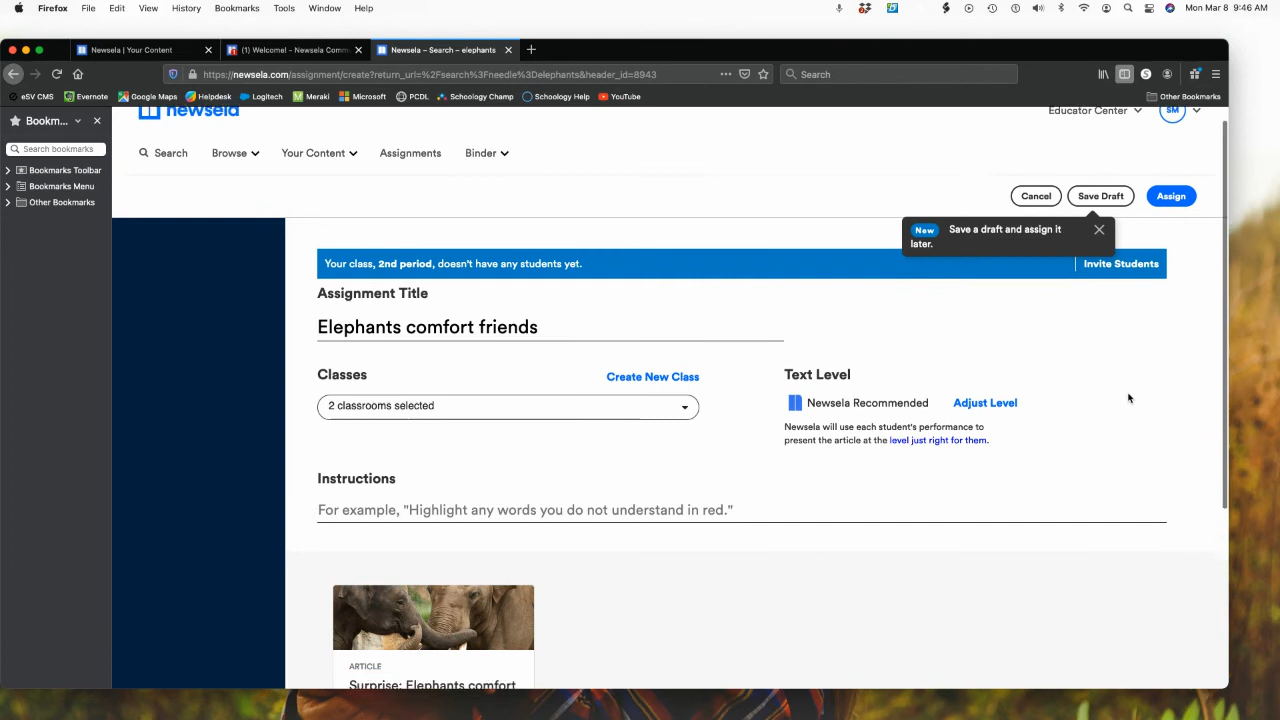 Firefox File Edit View History Bookmarks Tools Window Help Mon Mar 8 9:46 AM
Newsela | Your Content (1) Welcome! - Newsela Comm Newsela – Search – elephants
https://newsela.com/assignment/create?return_url=%2Fsearch%3Fneedle%3Delephants&header_id=8943 Search
eSV CMS Evernote Google Maps Helpdesk Logitech Meraki Microsoft PCDL Schoology Champ Schoology Help YouTube Other Bookmarks
Bookm... newsela Educator Center SM
Search bookmarks
Search Browse Your Content Assignments Binder
Bookmarks Toolbar
Bookmarks Menu
Other Bookmarks
Cancel Save Draft Assign
New Save a draft and assign it
later.
Your class, 2nd period, doesn't have any students yet. Invite Students
Assignment Title
Elephants comfort friends
Classes Create New Class Text Level
2 classrooms selected Newsela Recommended Adjust Level
Newsela will use each student's performance to
present the article at the level just right for them.
Instructions
For example, "Highlight any words you do not understand in red."
ARTICLE
Surprise: Elephants comfort